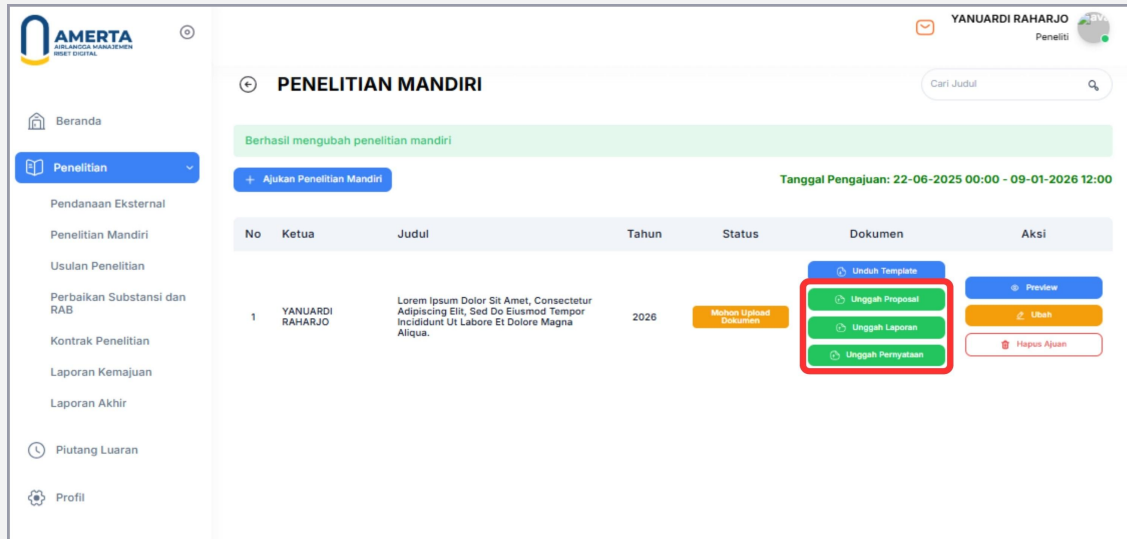 AMERTA
AIRLANGGA MANAJEMEN
RISET DIGITAL
YANUARDI RAHARJO
Peneliti
PENELITIAN MANDIRI
Cari Judul
Beranda
Berhasil mengubah penelitian mandiri
Penelitian
+ Ajukan Penelitian Mandiri
Tanggal Pengajuan: 22-06-2025 00:00 - 09-01-2026 12:00
Pendanaan Eksternal
Penelitian Mandiri
Usulan Penelitian
Perbaikan Substansi dan
RAB
Kontrak Penelitian
Laporan Kemajuan
Laporan Akhir
Piutang Luaran
Profil
No Ketua Judul Tahun Status Dokumen Aksi
1
YANUARDI
RAHARJO
Lorem Ipsum Dolor Sit Amet, Consectetur
Adipiscing Elit, Sed Do Eiusmod Tempor
Incididunt Ut Labore Et Dolore Magna
Aliqua.
2026
Mohon Upload
Dokumen
Unduh Template
Unggah Proposal
Unggah Laporan
Unggah Pernyataan
Preview
Ubah
Hapus Ajuan